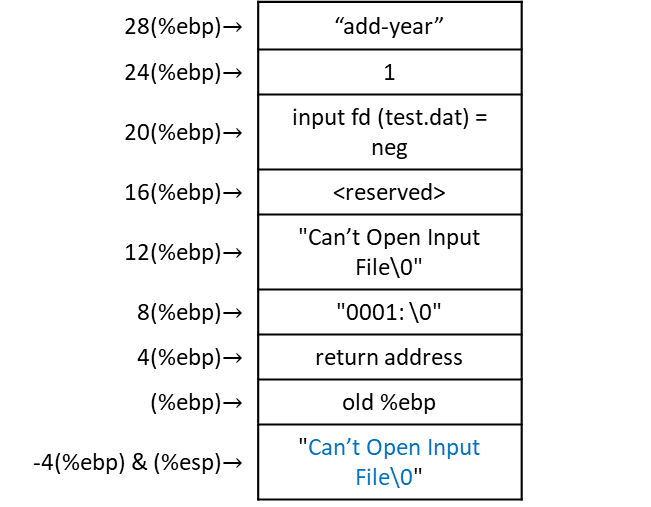 28(%ebp)→ “add-year”
24(%ebp)→ 1
20(%ebp)→ input fd (test.dat) =
neg
16(%ebp)→ <reserved>
12(%ebp)→ "Can’t Open Input
File\0"
8(%ebp)→ "0001: \0"
4(%ebp)→ return address
(%ebp)→ old %ebp
-4(%ebp) & (%esp)→ "Can’t Open Input
File\0"